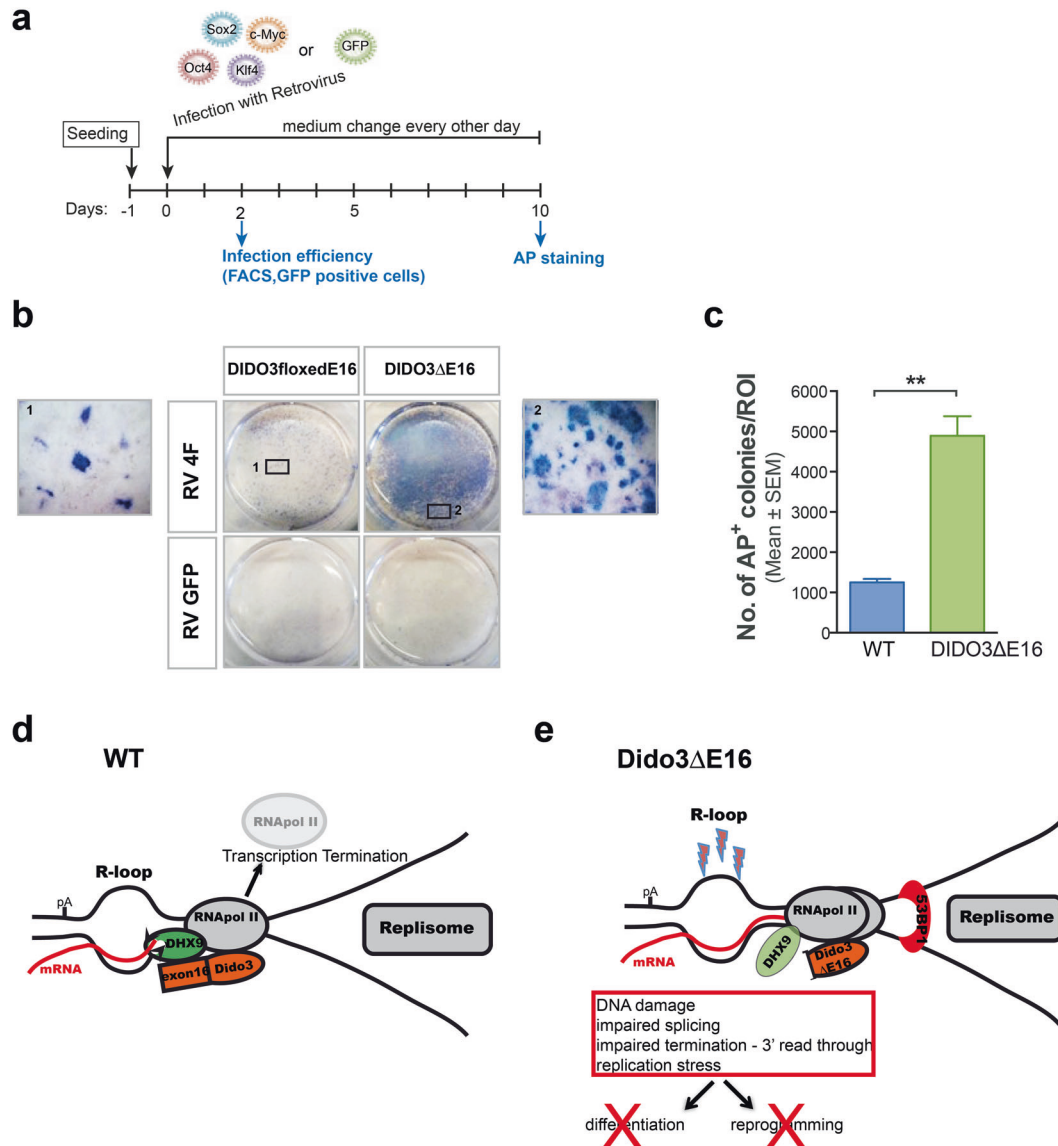 a
Sox2
c-Myc
or
GFP
Oct4
Klf4
Infection with Retrovirus
Seeding
medium change every other day
Days: -1 0 2 5 10
Infection efficiency
(FACS,GFP positive cells)
AP staining
b
DIDO3floxedE16
DIDO3ΔE16
1
RV 4F
1
2
2
RV GFP
c
**
No. of AP+ colonies/ROI
(Mean ± SEM)
6000
5000
4000
3000
2000
1000
0
WT
DIDO3ΔE16
d
WT
RNApol II
Transcription Termination
R-loop
pA
RNApol II
DHX9
mRNA
exon16
Dido3
Replisome
e
Dido3ΔE16
R-loop
pA
RNApol II
53BP1
Replisome
mRNA
DHX9
Dido3
ΔE16
DNA damage
impaired splicing
impaired termination - 3' read through
replication stress
differentiation
reprogramming